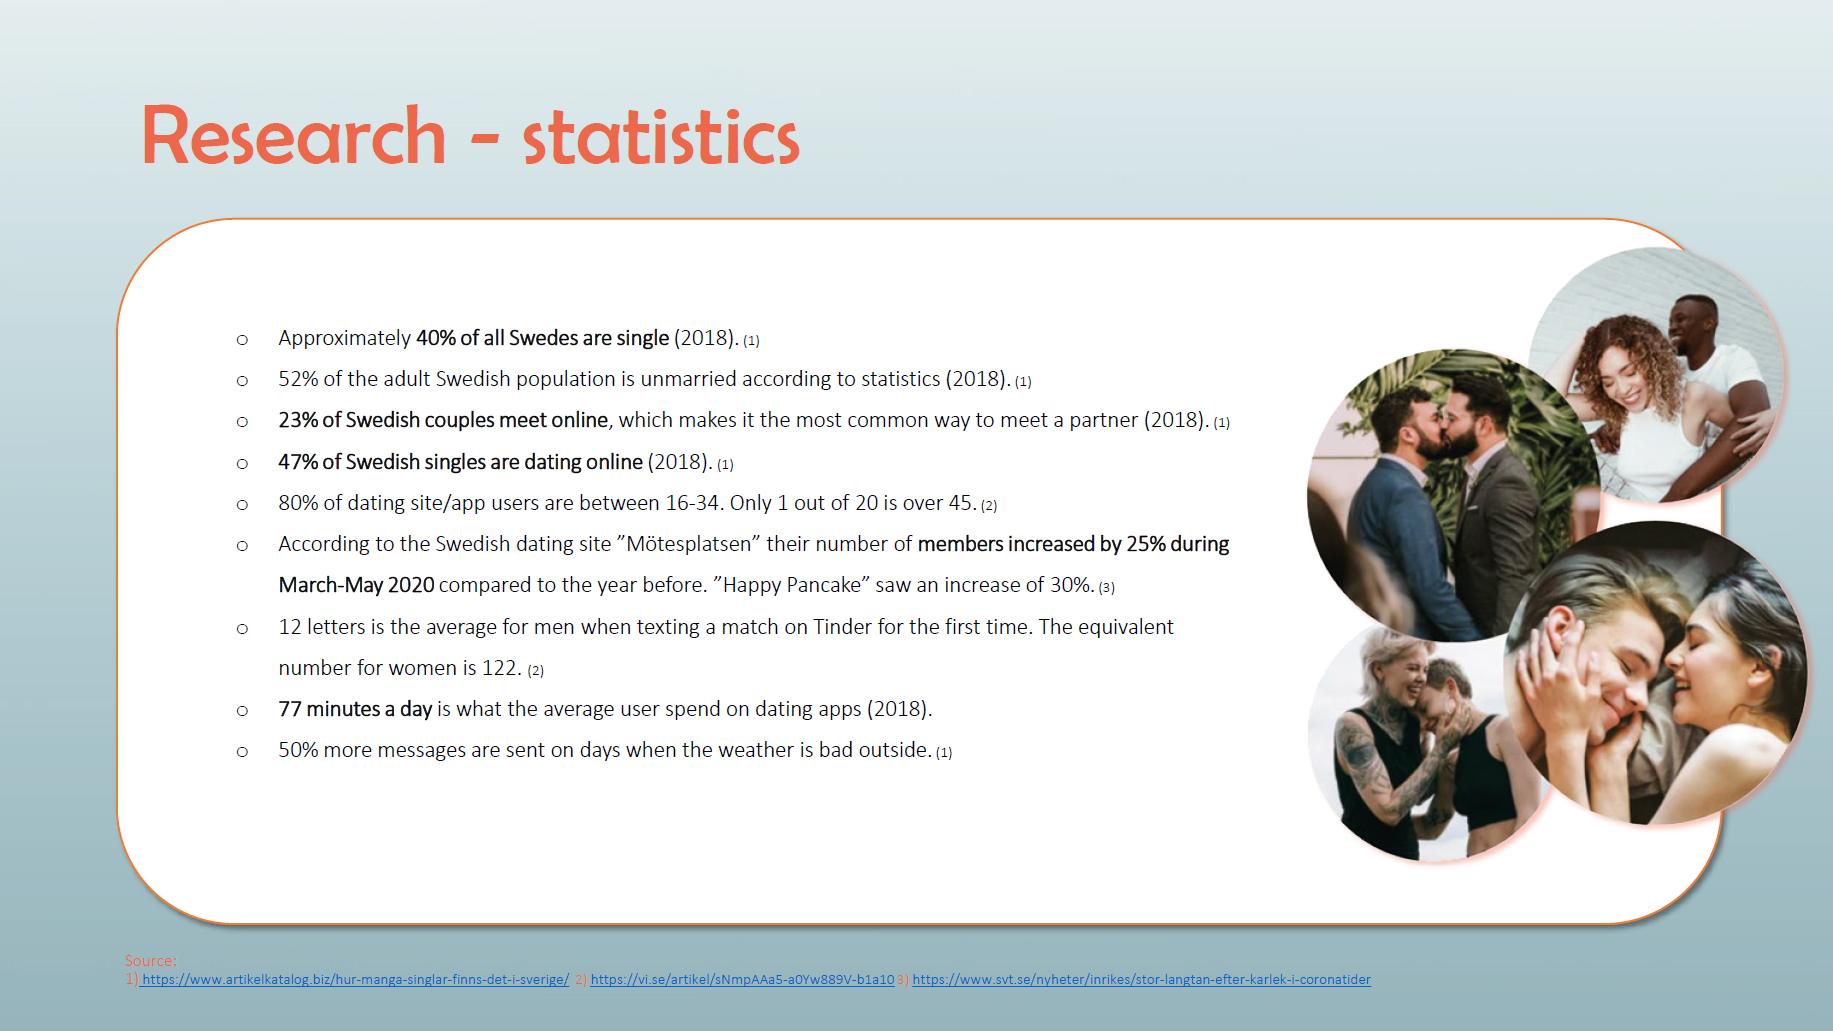 Research - statistics
o Approximately 40% of all Swedes are single (2018). (1)
o 52% of the adult Swedish population is unmarried according to statistics (2018). (1)
o 23% of Swedish couples meet online, which makes it the most common way to meet a partner (2018). (1)
o 47% of Swedish singles are dating online (2018). (1)
o 80% of dating site/app users are between 16-34. Only 1 out of 20 is over 45. (2)
o According to the Swedish dating site ”Mötesplatsen” their number of members increased by 25% during
March-May 2020 compared to the year before. ”Happy Pancake” saw an increase of 30%. (3)
o 12 letters is the average for men when texting a match on Tinder for the first time. The equivalent
number for women is 122. (2)
o 77 minutes a day is what the average user spend on dating apps (2018).
o 50% more messages are sent on days when the weather is bad outside. (1)
Source:
1) https://www.artikelkatalog.biz/hur-manga-singlar-finns-det-i-sverige/ 2) https://vi.se/artikel/sNmpAAa5-a0Yw889V-b1a10 3) https://www.svt.se/nyheter/inrikes/stor-langtan-efter-karlek-i-coronatider